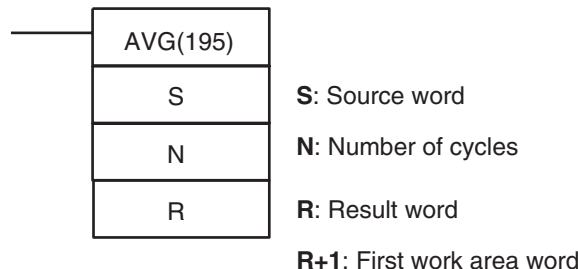 AVG(195)
S
S: Source word
N
N: Number of cycles
R
R: Result word
R+1: First work area word